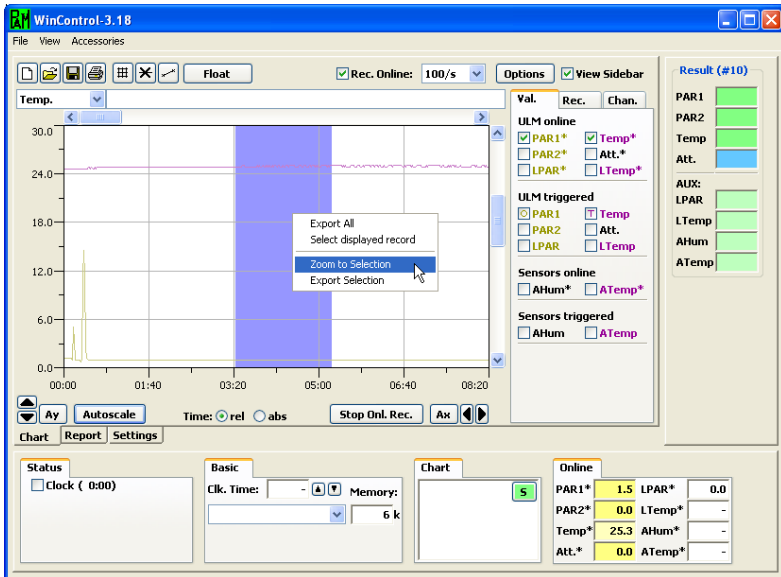 PAM WinControl-3.18
File View Accessories
Float
Rec. Online: 100/s
Options
View Sidebar
Temp.
30.0
24.0
18.0
12.0
6.0
0.0
00:00 01:40 03:20 05:00 06:40 08:20
Export All
Select displayed record
Zoom to Selection
Export Selection
Ay Autoscale Time: rel abs Stop Onl. Rec. Ax
Chart Report Settings
Val. Rec. Chan.
ULM online
PAR1* Temp*
PAR2* Att.*
LPAR* LTemp*
ULM triggered
PAR1 T Temp
PAR2 Att.
LPAR LTemp
Sensors online
AHum* ATemp*
Sensors triggered
AHum ATemp
Result (#10)
PAR1
PAR2
Temp
Att.
AUX:
LPAR
LTemp
AHum
ATemp
Status
Clock ( 0:00)
Basic
Clk. Time: - Memory:
6 k
Chart
S
Online
PAR1* 1.5 LPAR* 0.0
PAR2* 0.0 LTemp* -
Temp* 25.3 AHum* -
Att.* 0.0 ATemp* -